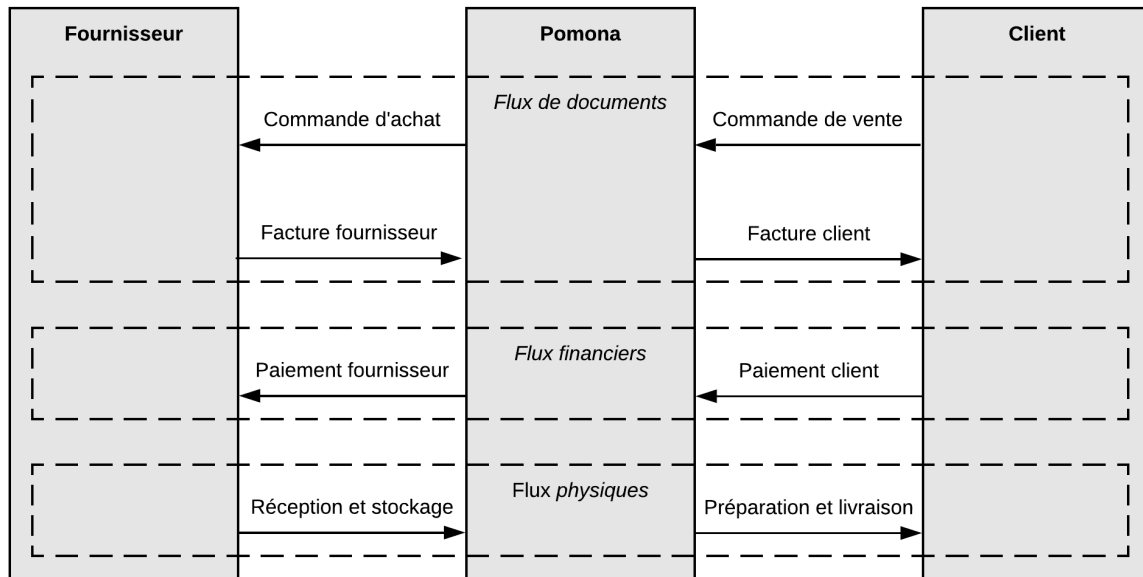 Fournisseur
Pomona
Client
Flux de documents
Commande d'achat
Commande de vente
Facture fournisseur
Facture client
Flux financiers
Paiement fournisseur
Paiement client
Flux physiques
Réception et stockage
Préparation et livraison